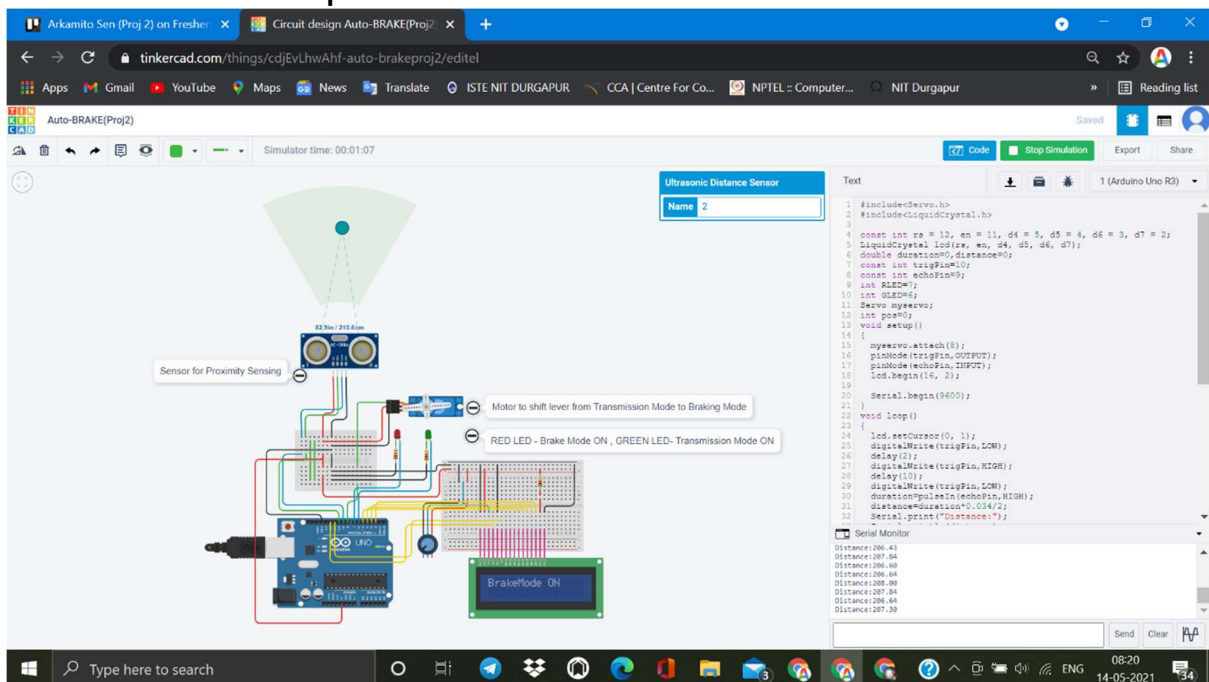 Arkamito Sen (Proj 2) on Freshers
Circuit design Auto-BRAKE(Proj2)
tinkercad.com/things/cdjEvLhwAhf-auto-brakeproj2/editel
Apps Gmail YouTube Maps News Translate ISTE NIT DURGAPUR CCA | Centre For Co... NPTEL :: Computer... NIT Durgapur » Reading list
TIN
KER
CAD
Auto-BRAKE(Proj2)
Saved
Simulator time: 00:01:07
Code
Stop Simulation
Export
Share
Ultrasonic Distance Sensor
Name 2
Text
1 (Arduino Uno R3)
82.9in / 210.6cm
Sensor for Proximity Sensing
Motor to shift lever from Transmission Mode to Braking Mode
RED LED - Brake Mode ON , GREEN LED- Transmission Mode ON
UNO
BrakeMode ON
1 #include<Servo.h>
2 #include<LiquidCrystal.h>
3
4 const int rs = 12, en = 11, d4 = 5, d5 = 4, d6 = 3, d7 = 2;
5 LiquidCrystal lcd(rs, en, d4, d5, d6, d7);
6 double duration=0,distance=0;
7 const int trigPin=10;
8 const int echoPin=9;
9 int RLED=7;
10 int GLED=6;
11 Servo myservo;
12 int pos=0;
13 void setup()
14 {
15 myservo.attach(8);
16 pinMode(trigPin,OUTPUT);
17 pinMode(echoPin,INPUT);
18 lcd.begin(16, 2);
19
20 Serial.begin(9600);
21 }
22 void loop()
23 {
24 lcd.setCursor(0, 1);
25 digitalWrite(trigPin,LOW);
26 delay(2);
27 digitalWrite(trigPin,HIGH);
28 delay(10);
29 digitalWrite(trigPin,LOW);
30 duration=pulseIn(echoPin,HIGH);
31 distance=duration*0.034/2;
32 Serial.print("Distance:");
Serial Monitor
Distance:206.43
Distance:207.84
Distance:206.60
Distance:206.64
Distance:208.00
Distance:207.84
Distance:206.64
Distance:207.30
Send
Clear
Type here to search
3
ENG
08:20
14-05-2021
34